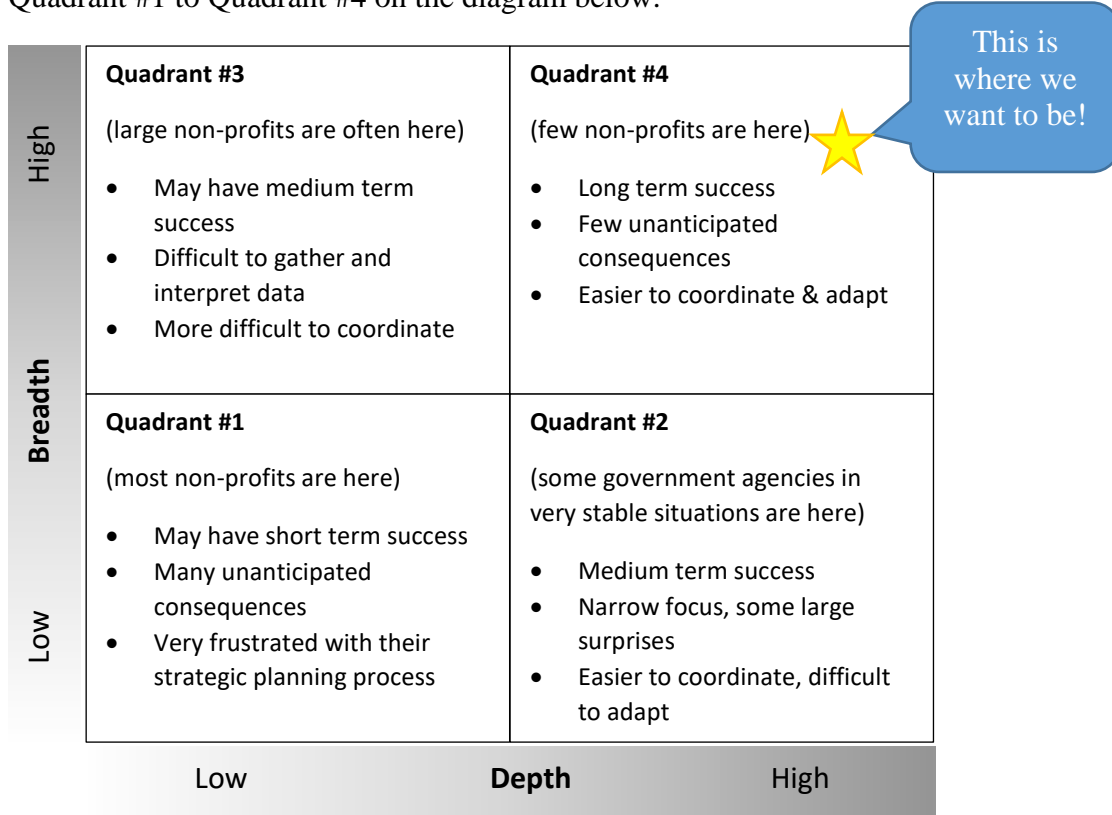 Quadrant #1 to Quadrant #4 on the diagram below.
This is
where we
want to be!
High
Breadth
Low
Quadrant #3
(large non-profits are often here)
• May have medium term
success
• Difficult to gather and
interpret data
• More difficult to coordinate
Quadrant #4
(few non-profits are here)
• Long term success
• Few unanticipated
consequences
• Easier to coordinate & adapt
Quadrant #1
(most non-profits are here)
• May have short term success
• Many unanticipated
consequences
• Very frustrated with their
strategic planning process
Quadrant #2
(some government agencies in
very stable situations are here)
• Medium term success
• Narrow focus, some large
surprises
• Easier to coordinate, difficult
to adapt
Low Depth High